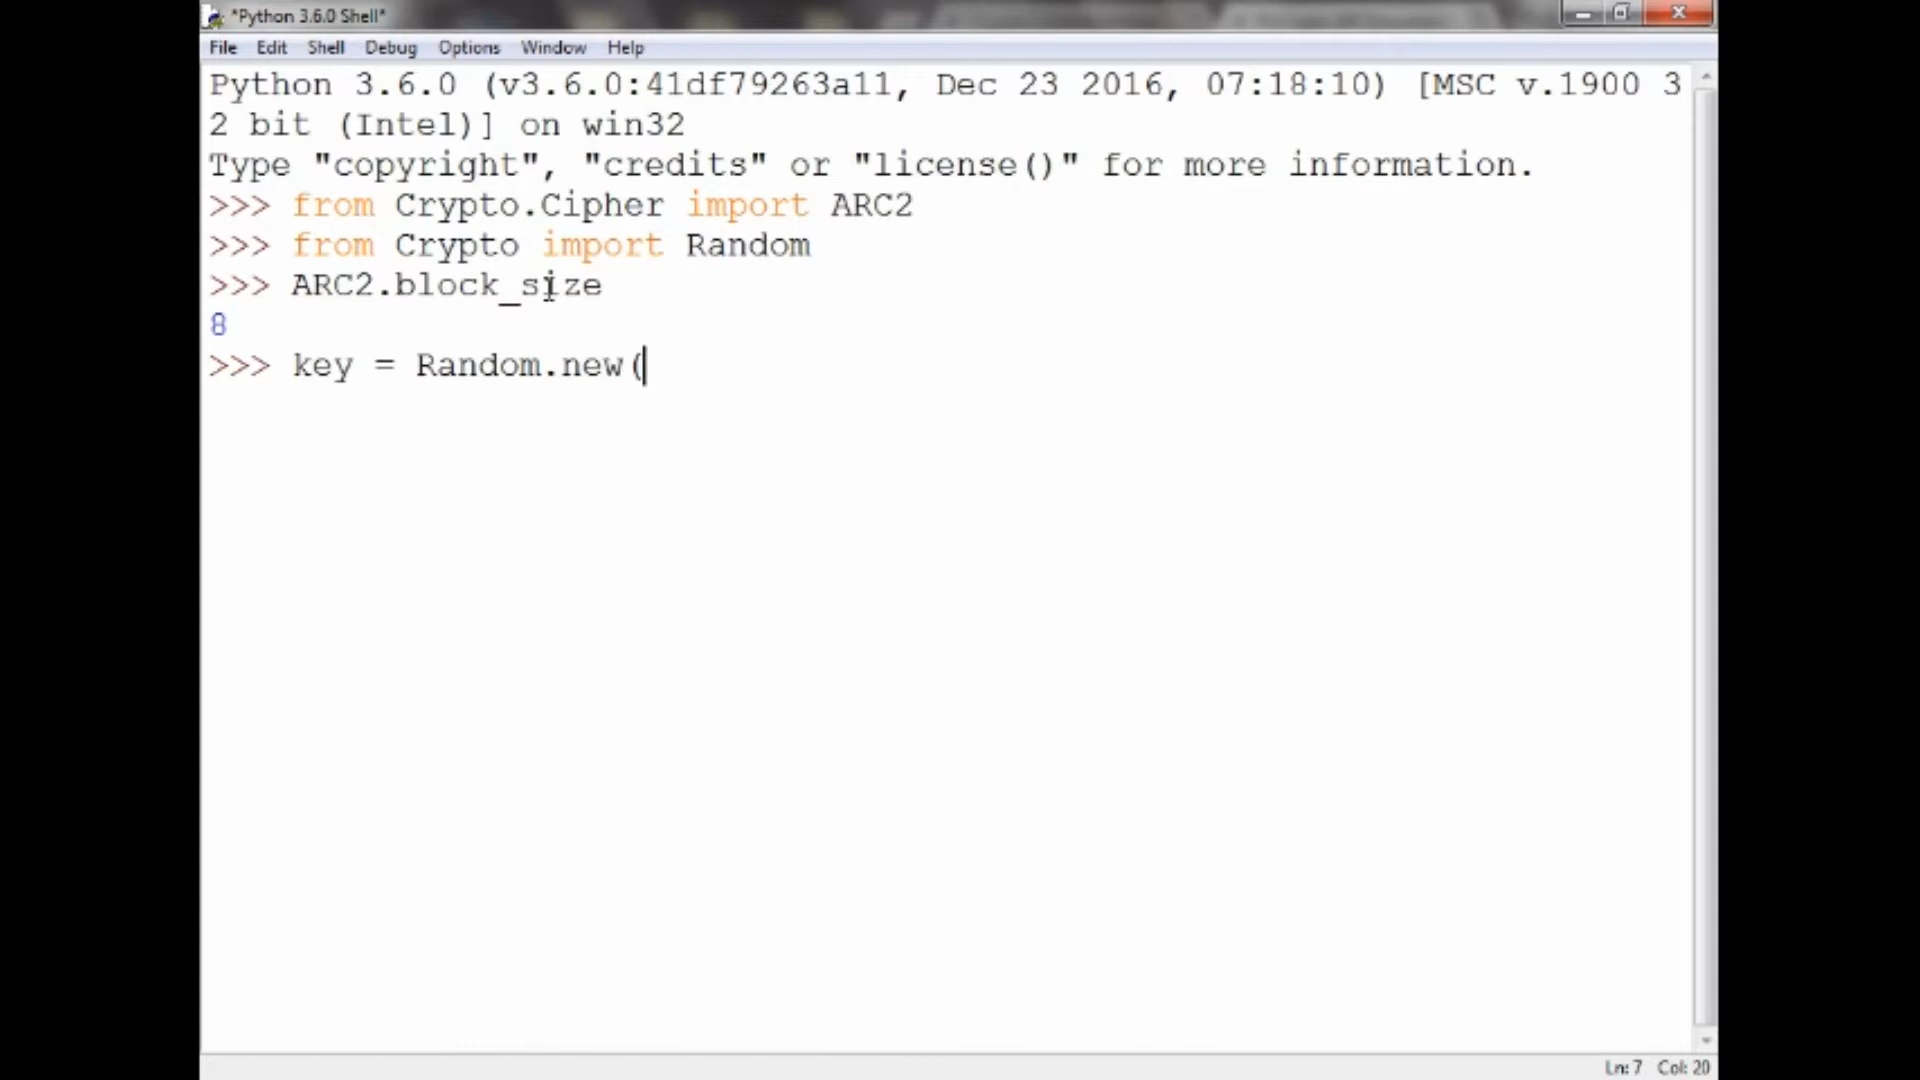 *Python 3.6.0 Shell*
File Edit Shell Debug Options Window Help
Python 3.6.0 (v3.6.0:41df79263a11, Dec 23 2016, 07:18:10) [MSC v.1900 3
2 bit (Intel)] on win32
Type "copyright", "credits" or "license()" for more information.
>>> from Crypto.Cipher import ARC2
>>> from Crypto import Random
>>> ARC2.block_size
8
>>> key = Random.new(
Ln: 7 Col: 20